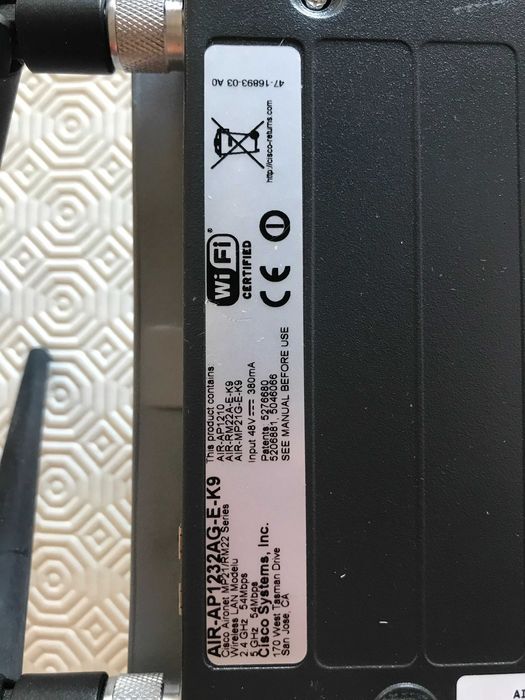 AIR-AP1232AG-E-K9
Cisco Aironet MP21/RM22 Series
Wireless LAN Modelu
2.4 GHz 54Mbps
5 GHz 54Mbps
Cisco Systems, Inc.
170 West Tasman Drive
San Jose, CA
This product contains
AIR-AP1210
AIR-RM22A-E-K9
AIR-MP21G-E-K9
Input 48V 380mA
Patents: 5276680
5206881, 5046066
SEE MANUAL BEFORE USE
Wi Fi®
CERTIFIED
CE
http://cisco-returns.com
47-16893-03 A0